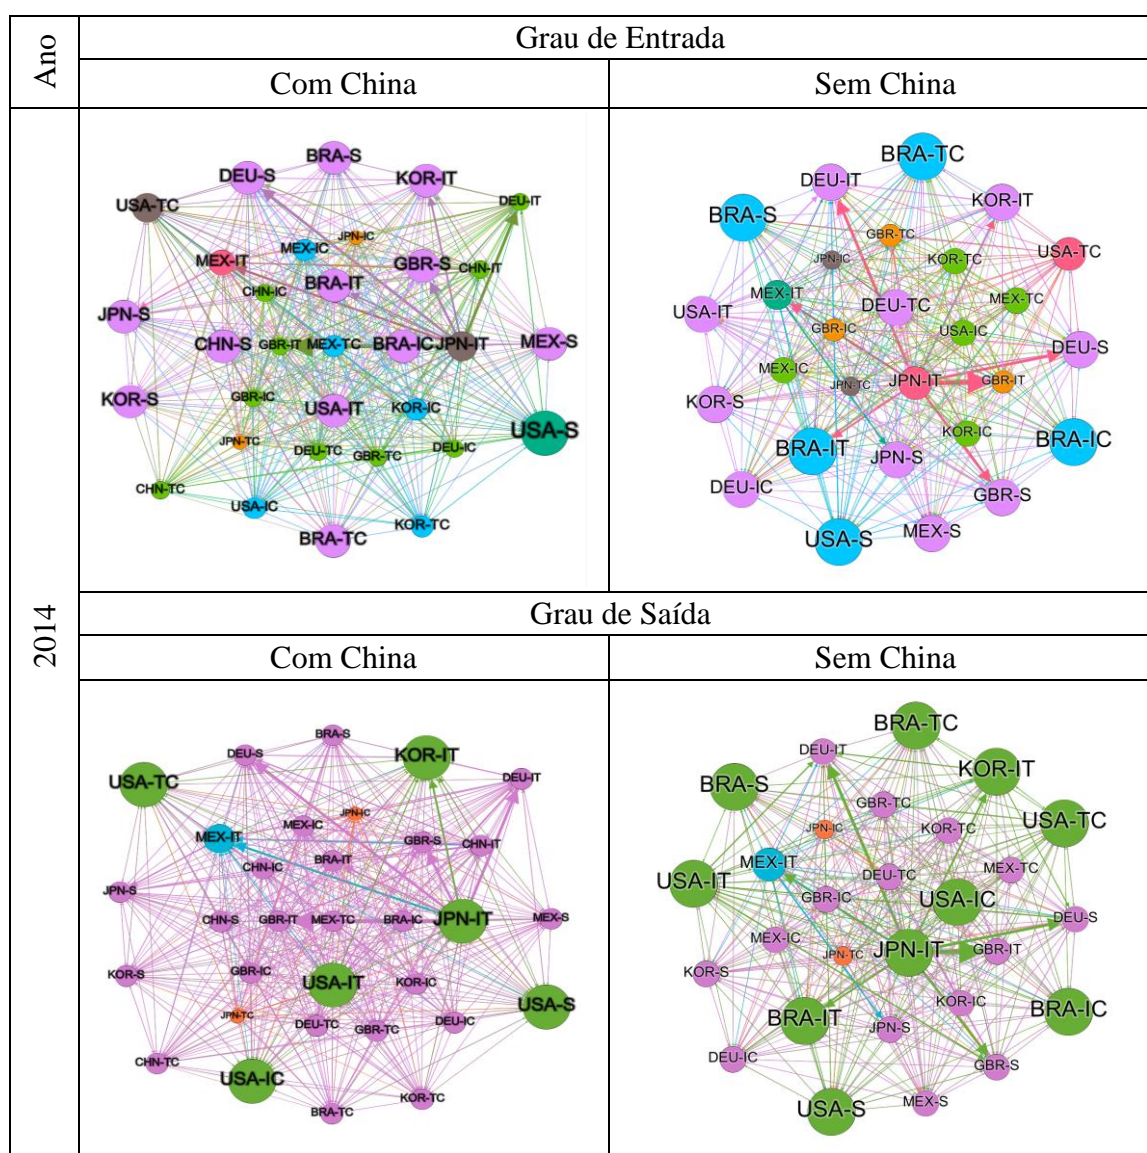 Ano
Grau de Entrada
Com China
Sem China
2014
BRA-S
DEU-S
KOR-IT
USA-TC
DEU-IT
JPN-IC
MEX-IC
MEX-IT
GBR-S
CHN-IT
BRA-IT
CHN-IC
JPN-S
CHN-S
GBR-IT
MEX-TC
BRA-IC
JPN-IT
MEX-S
KOR-S
GBR-IC
USA-IT
KOR-IC
USA-S
JPN-TC
DEU-TC
GBR-TC
DEU-IC
CHN-TC
USA-IC
KOR-TC
BRA-TC
BRA-TC
DEU-IT
KOR-IT
BRA-S
GBR-TC
USA-TC
JPN-IC
KOR-TC
MEX-IT
DEU-TC
MEX-TC
USA-IT
GBR-IC
USA-IC
DEU-S
MEX-IC
JPN-TC
JPN-IT
GBR-IT
KOR-S
KOR-IC
BRA-IT
BRA-IC
JPN-S
DEU-IC
GBR-S
USA-S
MEX-S
Grau de Saída
Com China
Sem China
BRA-S
DEU-S
KOR-IT
USA-TC
DEU-IT
JPN-IC
MEX-IC
MEX-IT
GBR-S
CHN-IT
CHN-IC
BRA-IT
JPN-S
CHN-S
GBR-IT
MEX-TC
BRA-IC
JPN-IT
MEX-S
KOR-S
GBR-IC
USA-IT
KOR-IC
USA-S
JPN-TC
DEU-TC
GBR-TC
DEU-IC
CHN-TC
USA-IC
KOR-TC
BRA-TC
BRA-TC
DEU-IT
KOR-IT
BRA-S
GBR-TC
USA-TC
JPN-IC
KOR-TC
MEX-IT
DEU-TC
MEX-TC
USA-IT
GBR-IC
USA-IC
DEU-S
MEX-IC
JPN-TC
JPN-IT
GBR-IT
KOR-S
KOR-IC
BRA-IT
BRA-IC
JPN-S
DEU-IC
GBR-S
USA-S
MEX-S